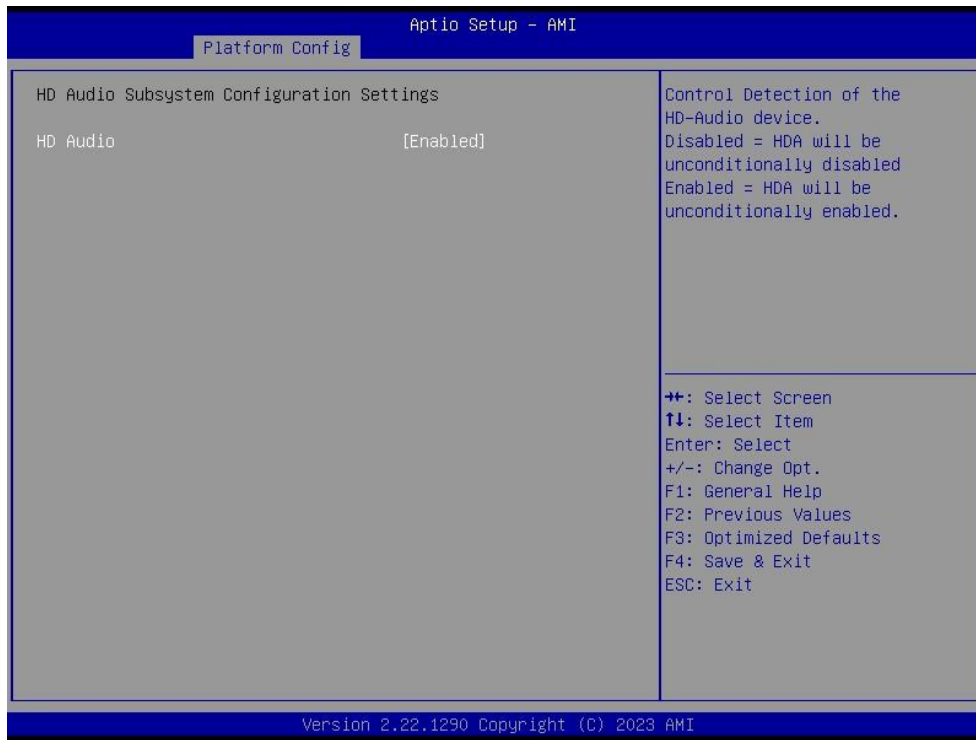 Aptio Setup – AMI
Platform Config
HD Audio Subsystem Configuration Settings
HD Audio [Enabled]
Control Detection of the
HD-Audio device.
Disabled = HDA will be
unconditionally disabled
Enabled = HDA will be
unconditionally enabled.
→←: Select Screen
↑↓: Select Item
Enter: Select
+/-: Change Opt.
F1: General Help
F2: Previous Values
F3: Optimized Defaults
F4: Save & Exit
ESC: Exit
Version 2.22.1290 Copyright (C) 2023 AMI